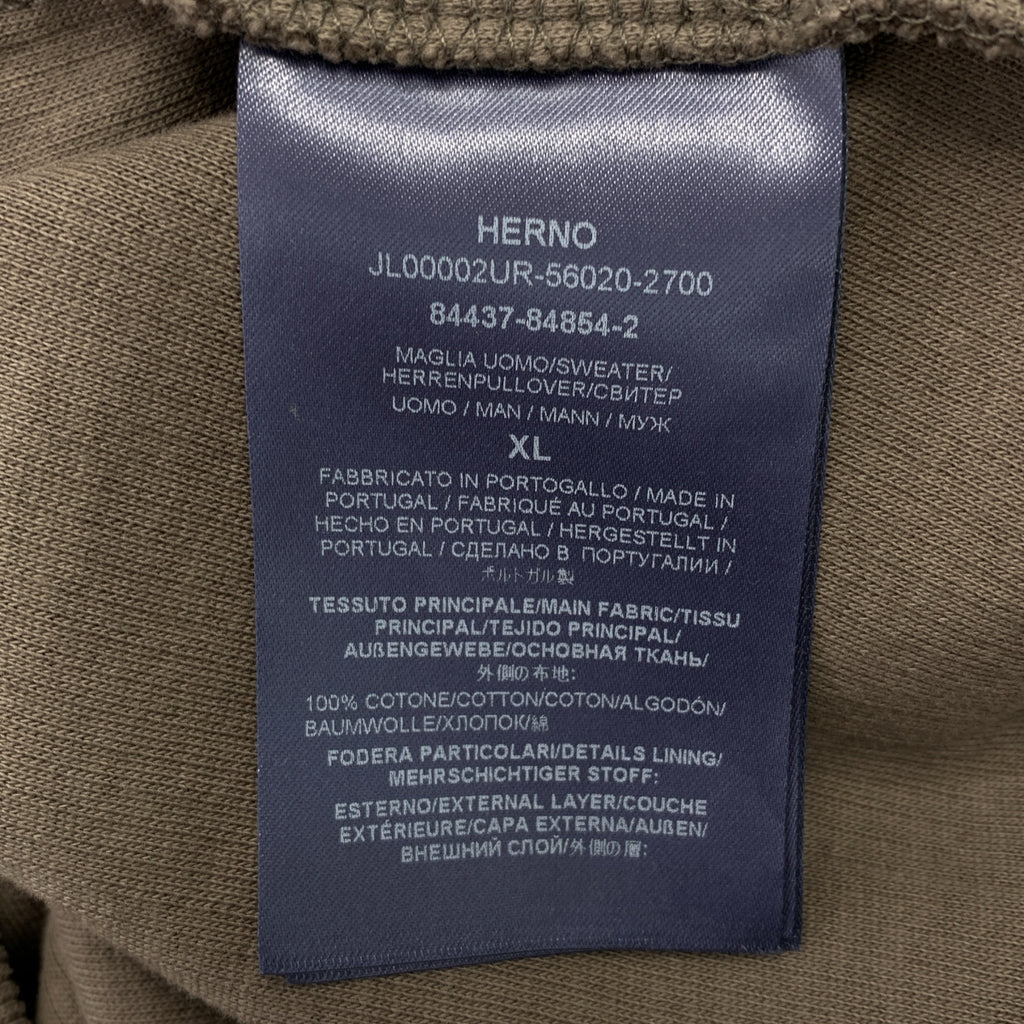 HERNO
JL00002UR-56020-2700
84437-84854-2
MAGLIA UOMO/SWEATER/
HERRENPULLOVER/СВИТЕР
UOMO / MAN / MANN / МУЖ
XL
FABBRICATO IN PORTOGALLO / MADE IN
PORTUGAL / FABRIQUÉ AU PORTUGAL /
HECHO EN PORTUGAL / HERGESTELLT IN
PORTUGAL / СДЕЛАНО В ПОРТУГАЛИИ /
ポルトガル製
TESSUTO PRINCIPALE/MAIN FABRIC/TISSU
PRINCIPAL/TEJIDO PRINCIPAL/
AUßENGEWEBE/ОСНОВНАЯ ТКАНЬ/
外側の布地:
100% COTONE/COTTON/COTON/ALGODÓN/
BAUMWOLLE/ХЛОПОК/綿
FODERA PARTICOLARI/DETAILS LINING/
MEHRSCHICHTIGER STOFF:
ESTERNO/EXTERNAL LAYER/COUCHE
EXTÉRIEURE/CAPA EXTERNA/AUßEN/
ВНЕШНИЙ СЛОЙ/外側の層: